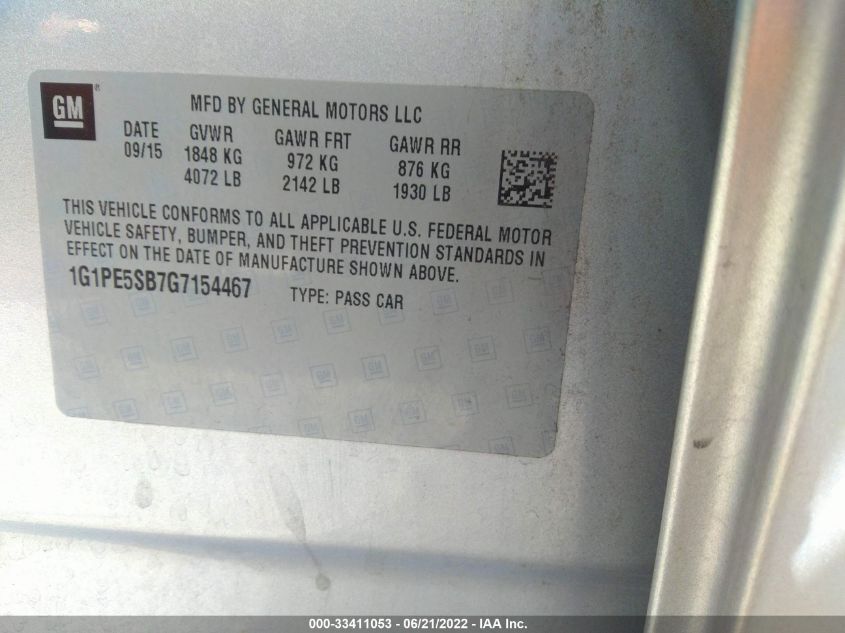 GM
MFD BY GENERAL MOTORS LLC
DATE GVWR GAWR FRT GAWR RR
09/15 1848 KG 972 KG 876 KG
4072 LB 2142 LB 1930 LB
THIS VEHICLE CONFORMS TO ALL APPLICABLE U.S. FEDERAL MOTOR
VEHICLE SAFETY, BUMPER, AND THEFT PREVENTION STANDARDS IN
EFFECT ON THE DATE OF MANUFACTURE SHOWN ABOVE.
1G1PE5SB7G7154467 TYPE: PASS CAR
000-33411053 - 06/21/2022 - IAA Inc.